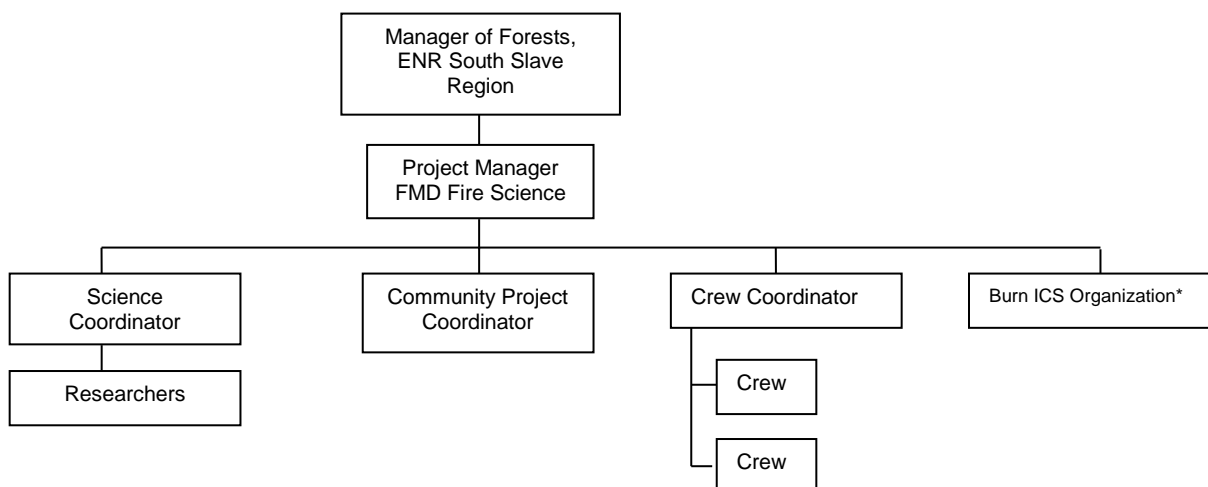 Manager of Forests,
ENR South Slave
Region
Project Manager
FMD Fire Science
Science
Coordinator
Community Project
Coordinator
Crew Coordinator
Burn ICS Organization*
Researchers
Crew
Crew